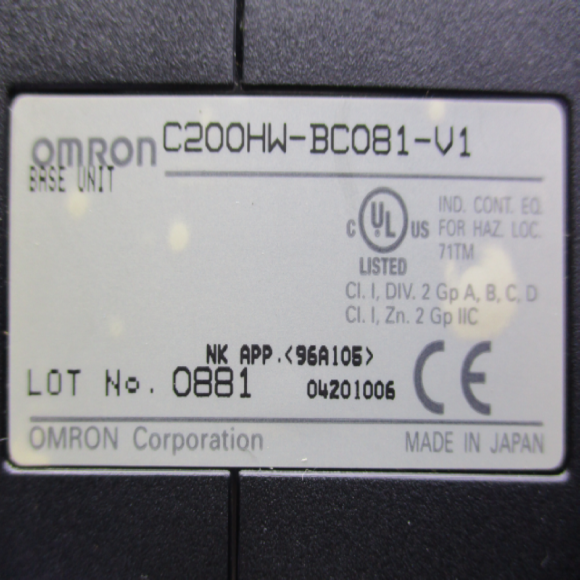 OMRON C200HW-BC081-V1
BASE UNIT
C UL US LISTED
IND. CONT. EQ.
FOR HAZ. LOC.
71TM
Cl. I, DIV. 2 Gp A, B, C, D
Cl. I, Zn. 2 Gp IIC
NK APP.<96A105>
LOT No. 0881 04201006 CE
OMRON Corporation MADE IN JAPAN